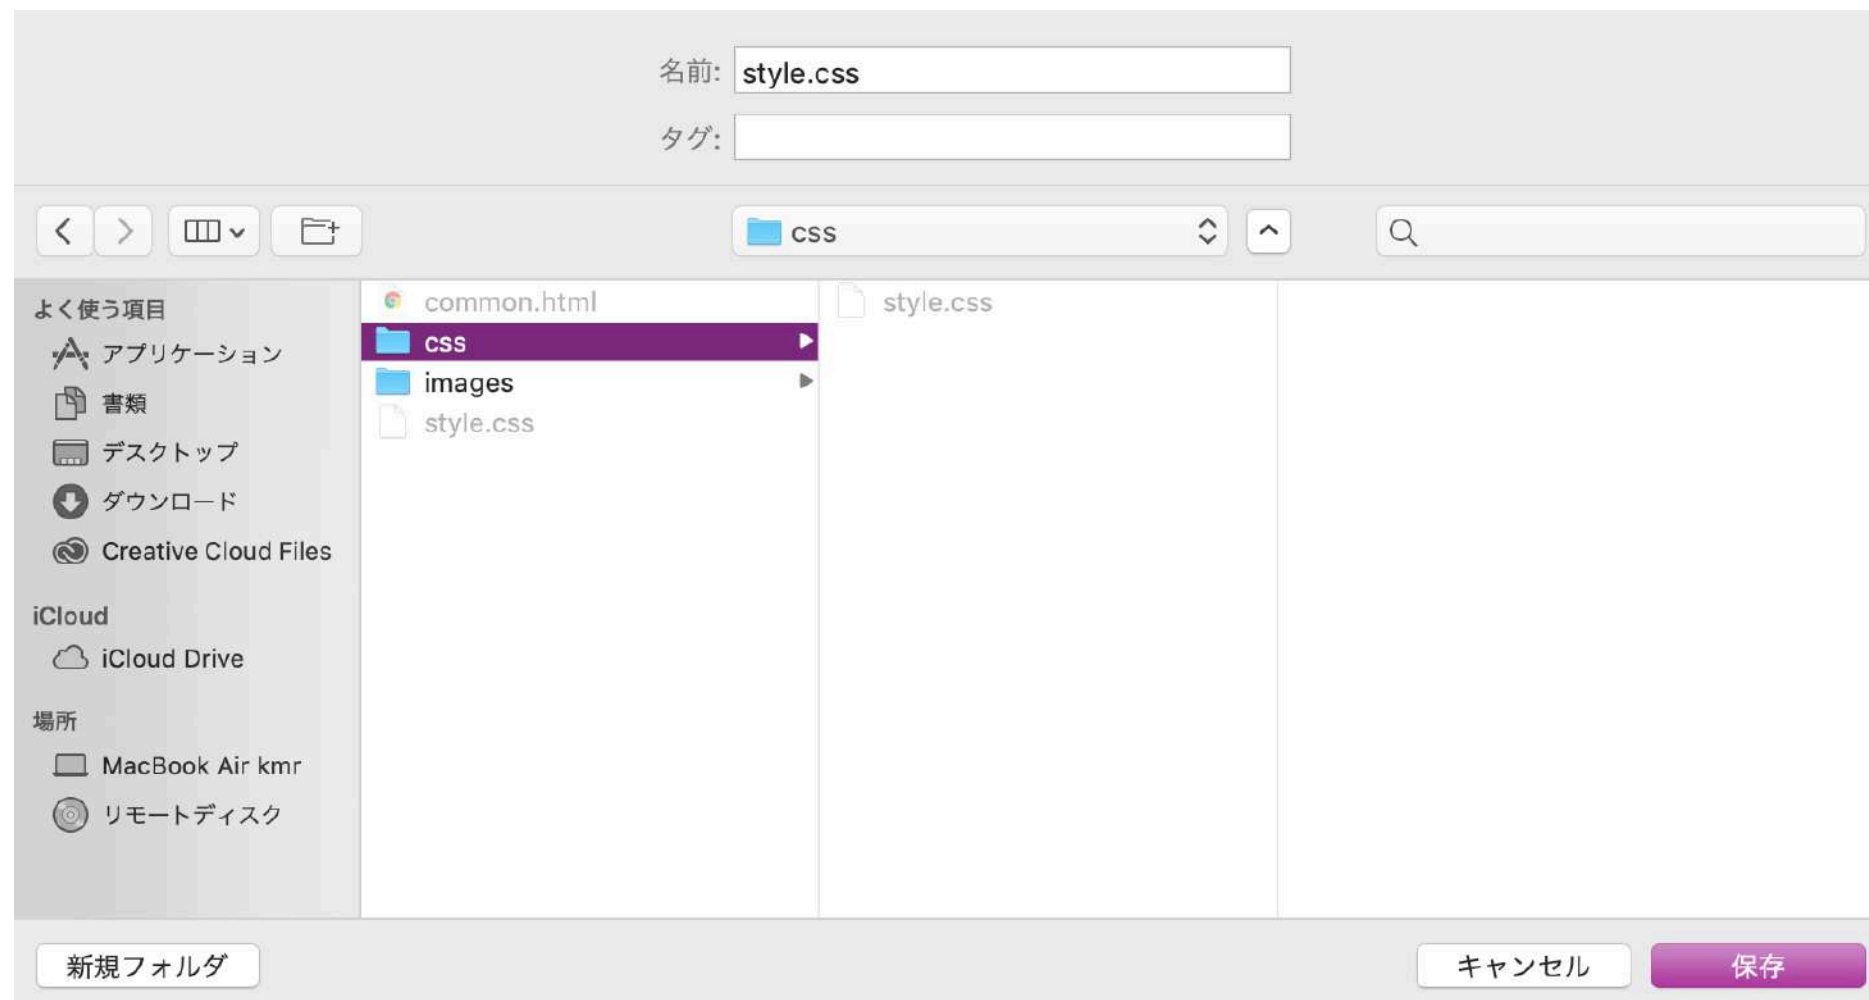 名前: style.css
タグ:
css
よく使う項目
アプリケーション
書類
デスクトップ
ダウンロード
Creative Cloud Files
iCloud
iCloud Drive
場所
MacBook Air kmr
リモートディスク
common.html
css
images
style.css
style.css
新規フォルダ
キャンセル
保存